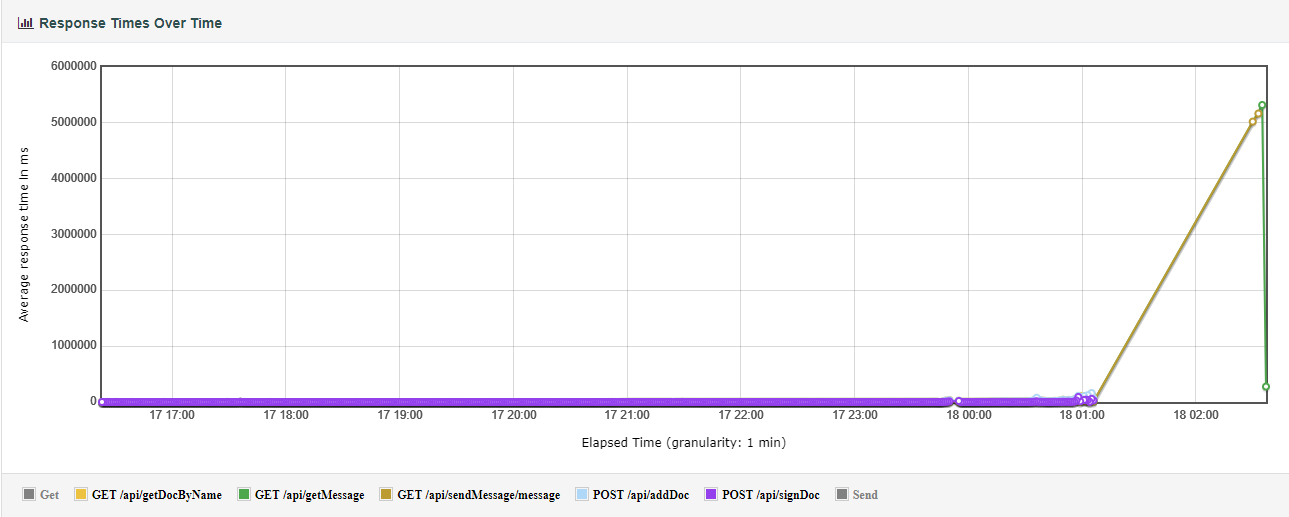 Response Times Over Time
6000000
5000000
4000000
3000000
2000000
1000000
0
Average response time in ms
17 17:00 17 18:00 17 19:00 17 20:00 17 21:00 17 22:00 17 23:00 18 00:00 18 01:00 18 02:00
Elapsed Time (granularity: 1 min)
Get GET /api/getDocByName GET /api/getMessage GET /api/sendMessage/message POST /api/addDoc POST /api/signDoc Send